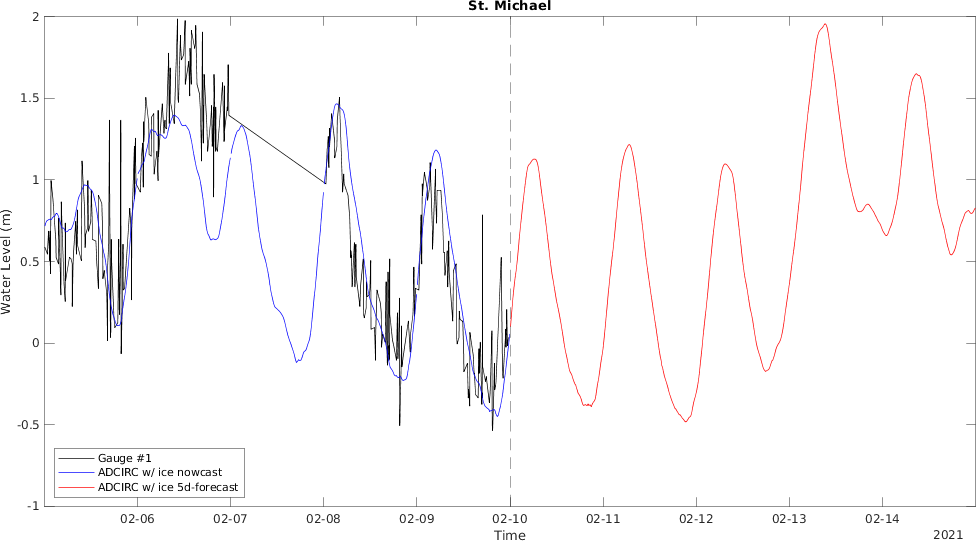 St. Michael
2
1.5
1
0.5
0
-0.5
-1
Water Level (m)
Gauge #1
ADCIRC w/ ice nowcast
ADCIRC w/ ice 5d-forecast
02-06 02-07 02-08 02-09 02-10 02-11 02-12 02-13 02-14
Time
2021